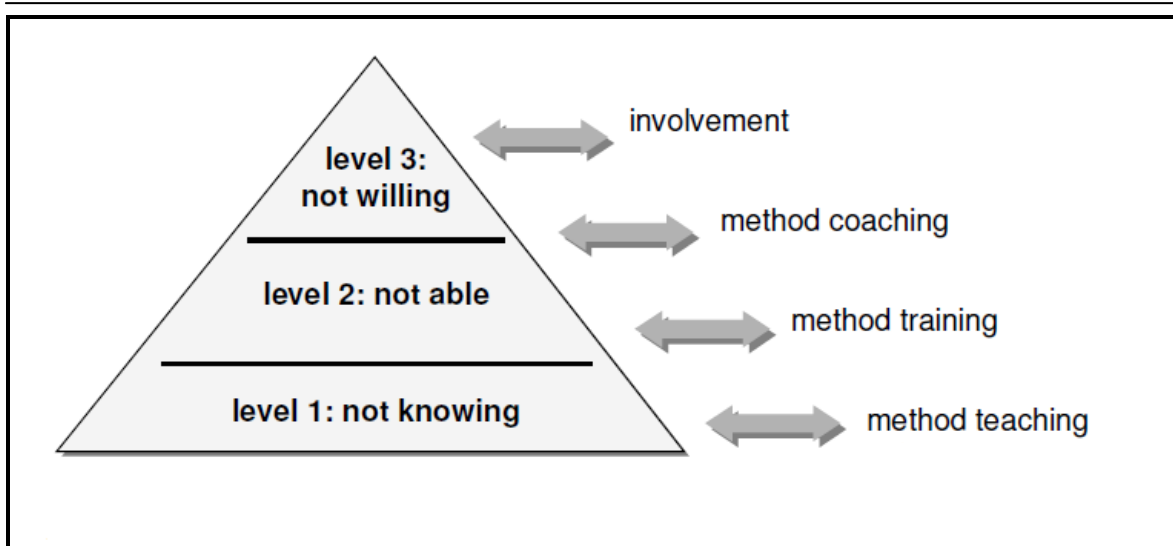 involvement
level 3:
not willing
method coaching
level 2: not able
method training
level 1: not knowing
method teaching